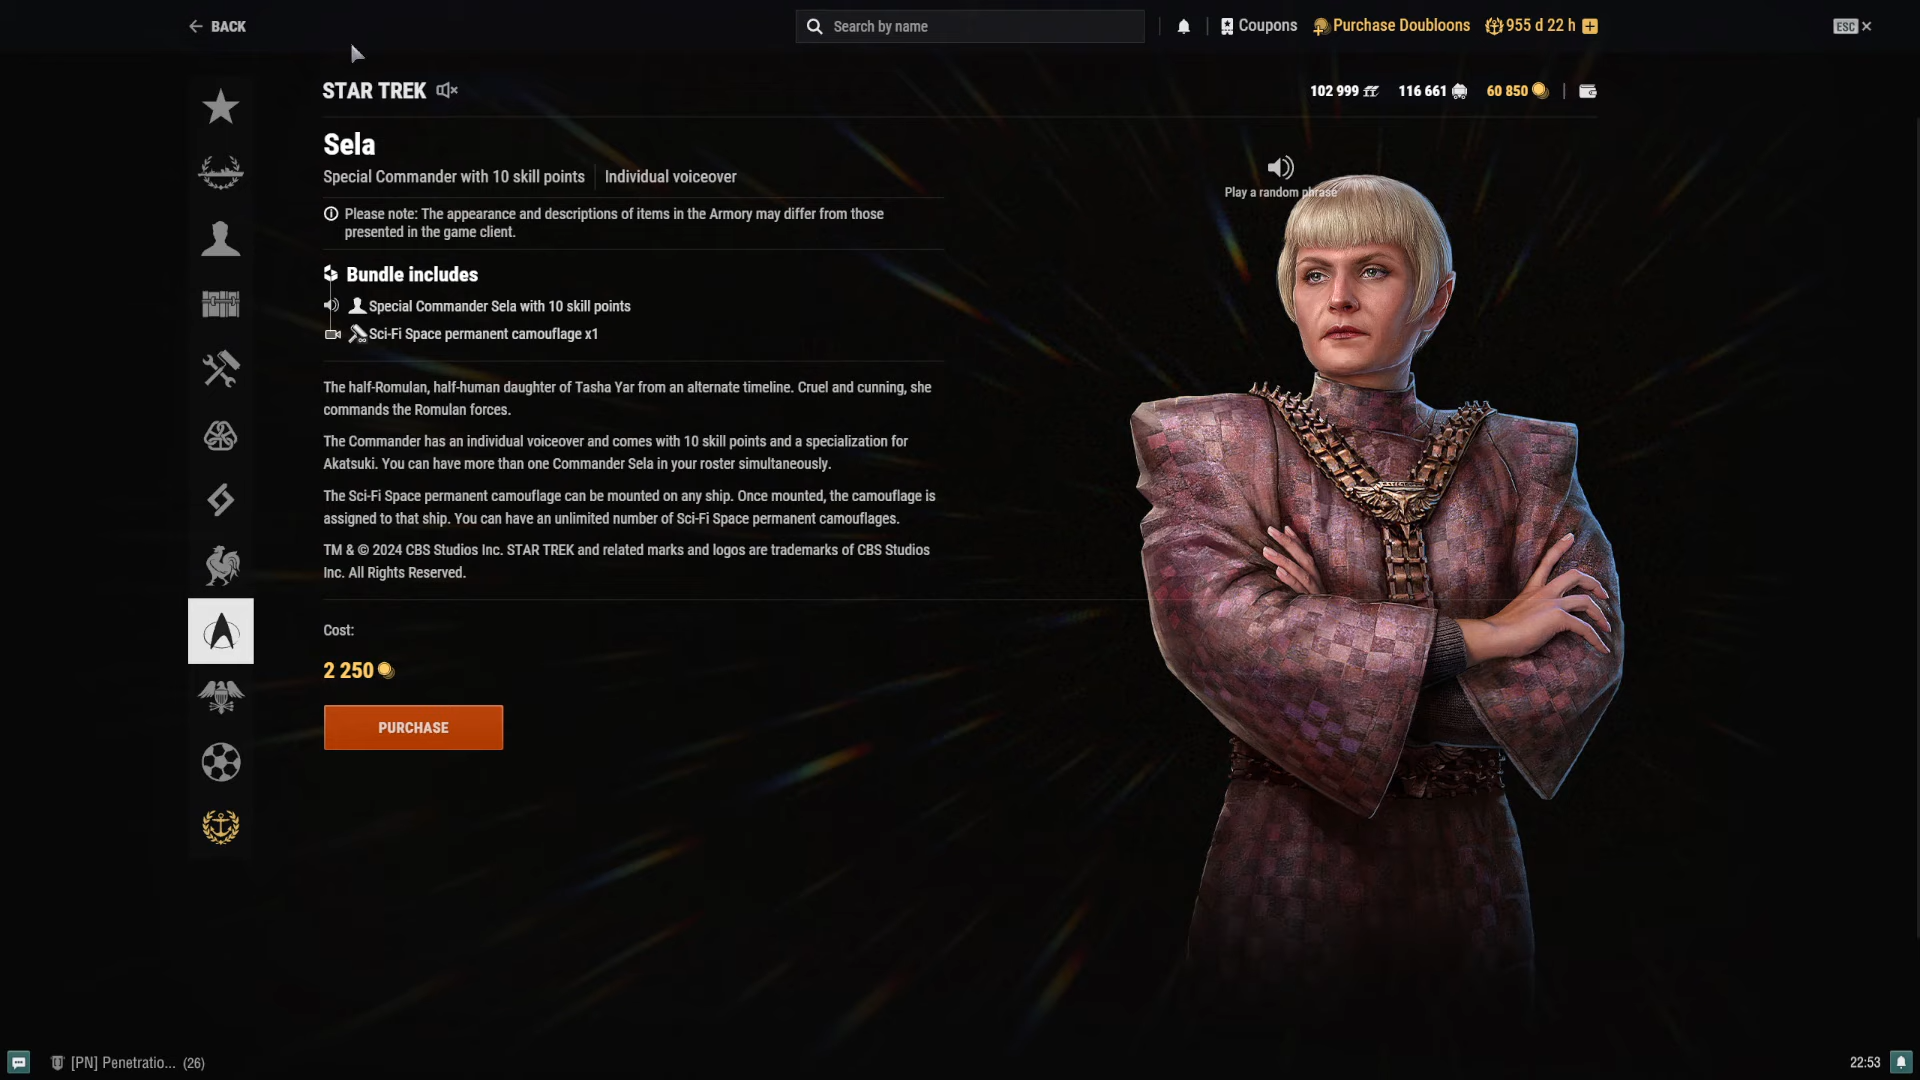 BACK
Search by name
Coupons
Purchase Doubloons
955 d 22 h
ESC
STAR TREK
102 999
116 661
60 850
Sela
Special Commander with 10 skill points
Individual voiceover
Play a random phrase
Please note: The appearance and descriptions of items in the Armory may differ from those
presented in the game client.
Bundle includes
Special Commander Sela with 10 skill points
Sci-Fi Space permanent camouflage x1
The half-Romulan, half-human daughter of Tasha Yar from an alternate timeline. Cruel and cunning, she
commands the Romulan forces.
The Commander has an individual voiceover and comes with 10 skill points and a specialization for
Akatsuki. You can have more than one Commander Sela in your roster simultaneously.
The Sci-Fi Space permanent camouflage can be mounted on any ship. Once mounted, the camouflage is
assigned to that ship. You can have an unlimited number of Sci-Fi Space permanent camouflages.
TM & © 2024 CBS Studios Inc. STAR TREK and related marks and logos are trademarks of CBS Studios
Inc. All Rights Reserved.
Cost:
2 250
PURCHASE
[PN] Penetratio... (26)
22:53